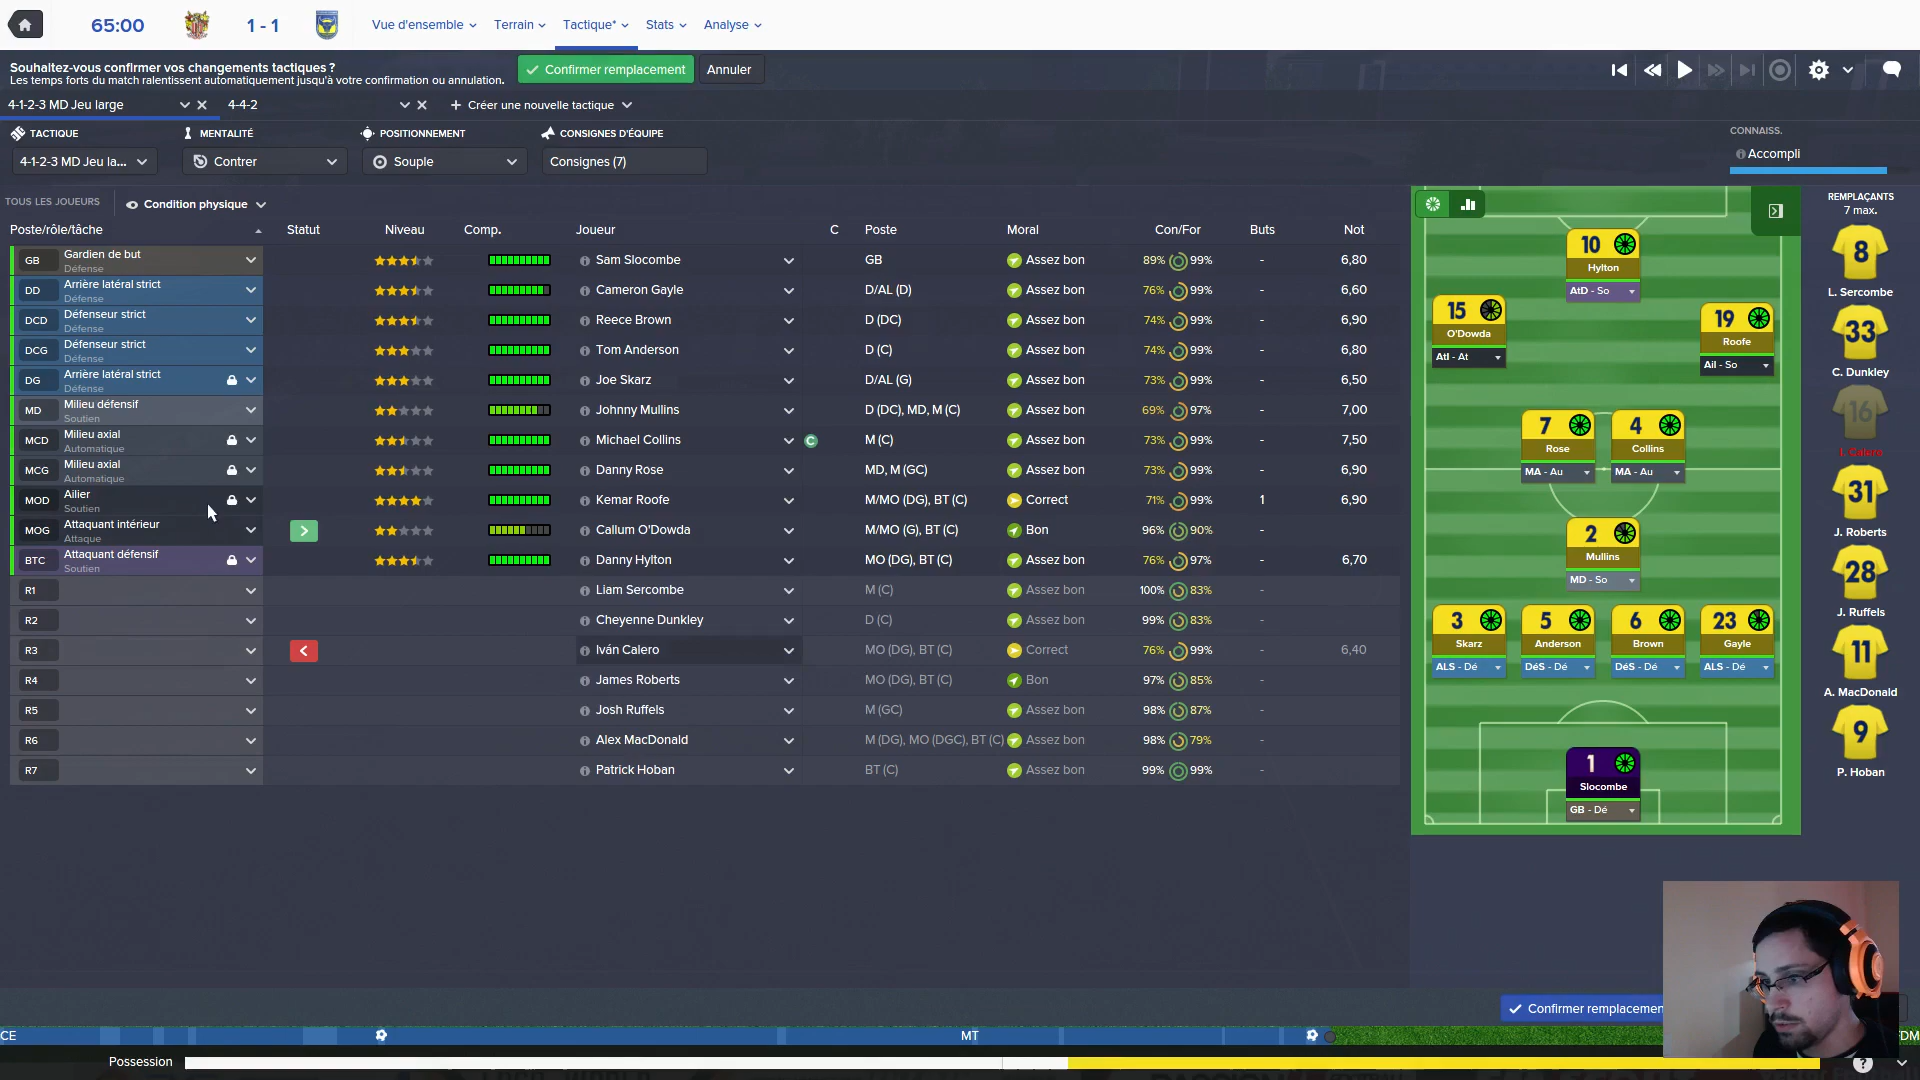 65:00
1 - 1
Vue d'ensemble
Terrain
Tactique*
Stats
Analyse
Souhaitez-vous confirmer vos changements tactiques ?
Les temps forts du match ralentissent automatiquement jusqu'à votre confirmation ou annulation.
Confirmer remplacement
Annuler
4-1-2-3 MD Jeu large
4-4-2
Créer une nouvelle tactique
TACTIQUE
MENTALITÉ
POSITIONNEMENT
CONSIGNES D'ÉQUIPE
4-1-2-3 MD Jeu la...
Contrer
Souple
Consignes (7)
CONNAISS.
Accompli
TOUS LES JOUEURS
Condition physique
Poste/rôle/tâche Statut Niveau Comp. Joueur C Poste Moral Con/For Buts Not
GB Gardien de but Défense Sam Slocombe GB Assez bon 89% 99% - 6,80
DD Arrière latéral strict Défense Cameron Gayle D/AL (D) Assez bon 76% 99% - 6,60
DCD Défenseur strict Défense Reece Brown D (DC) Assez bon 74% 99% - 6,90
DCG Défenseur strict Défense Tom Anderson D (C) Assez bon 74% 99% - 6,80
DG Arrière latéral strict Défense Joe Skarz D/AL (G) Assez bon 73% 99% - 6,50
MD Milieu défensif Soutien Johnny Mullins D (DC), MD, M (C) Assez bon 69% 97% - 7,00
MCD Milieu axial Automatique Michael Collins C M (C) Assez bon 73% 99% - 7,50
MCG Milieu axial Automatique Danny Rose MD, M (GC) Assez bon 73% 99% - 6,90
MOD Ailier Soutien Kemar Roofe M/MO (DG), BT (C) Correct 71% 99% 1 6,90
MOG Attaquant intérieur Attaque Callum O'Dowda M/MO (G), BT (C) Bon 96% 90% -
BTC Attaquant défensif Soutien Danny Hylton MO (DG), BT (C) Assez bon 76% 97% - 6,70
R1 Liam Sercombe M (C) Assez bon 100% 83% -
R2 Cheyenne Dunkley D (C) Assez bon 99% 83% -
R3 Iván Calero MO (DG), BT (C) Correct 76% 99% - 6,40
R4 James Roberts MO (DG), BT (C) Bon 97% 85% -
R5 Josh Ruffels M (GC) Assez bon 98% 87% -
R6 Alex MacDonald M (DG), MO (DGC), BT (C) Assez bon 98% 79% -
R7 Patrick Hoban BT (C) Assez bon 99% 99% -
10
Hylton
AtD - So
15
O'Dowda
AtI - At
19
Roofe
Ail - So
7
Rose
MA - Au
4
Collins
MA - Au
2
Mullins
MD - So
3
Skarz
ALS - Dé
5
Anderson
DéS - Dé
6
Brown
DéS - Dé
23
Gayle
ALS - Dé
1
Slocombe
GB - Dé
REMPLAÇANTS
7 max.
8
L. Sercombe
33
C. Dunkley
16
I. Calero
31
J. Roberts
28
J. Ruffels
11
A. MacDonald
9
P. Hoban
Confirmer remplacemen
CE
MT
DM
Possession
?